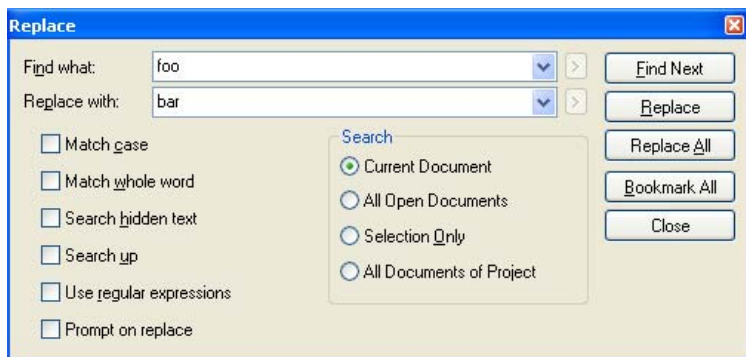 Replace
Find what: foo
Replace with: bar
Match case
Match whole word
Search hidden text
Search up
Use regular expressions
Prompt on replace
Search
Current Document
All Open Documents
Selection Only
All Documents of Project
Find Next
Replace
Replace All
Bookmark All
Close